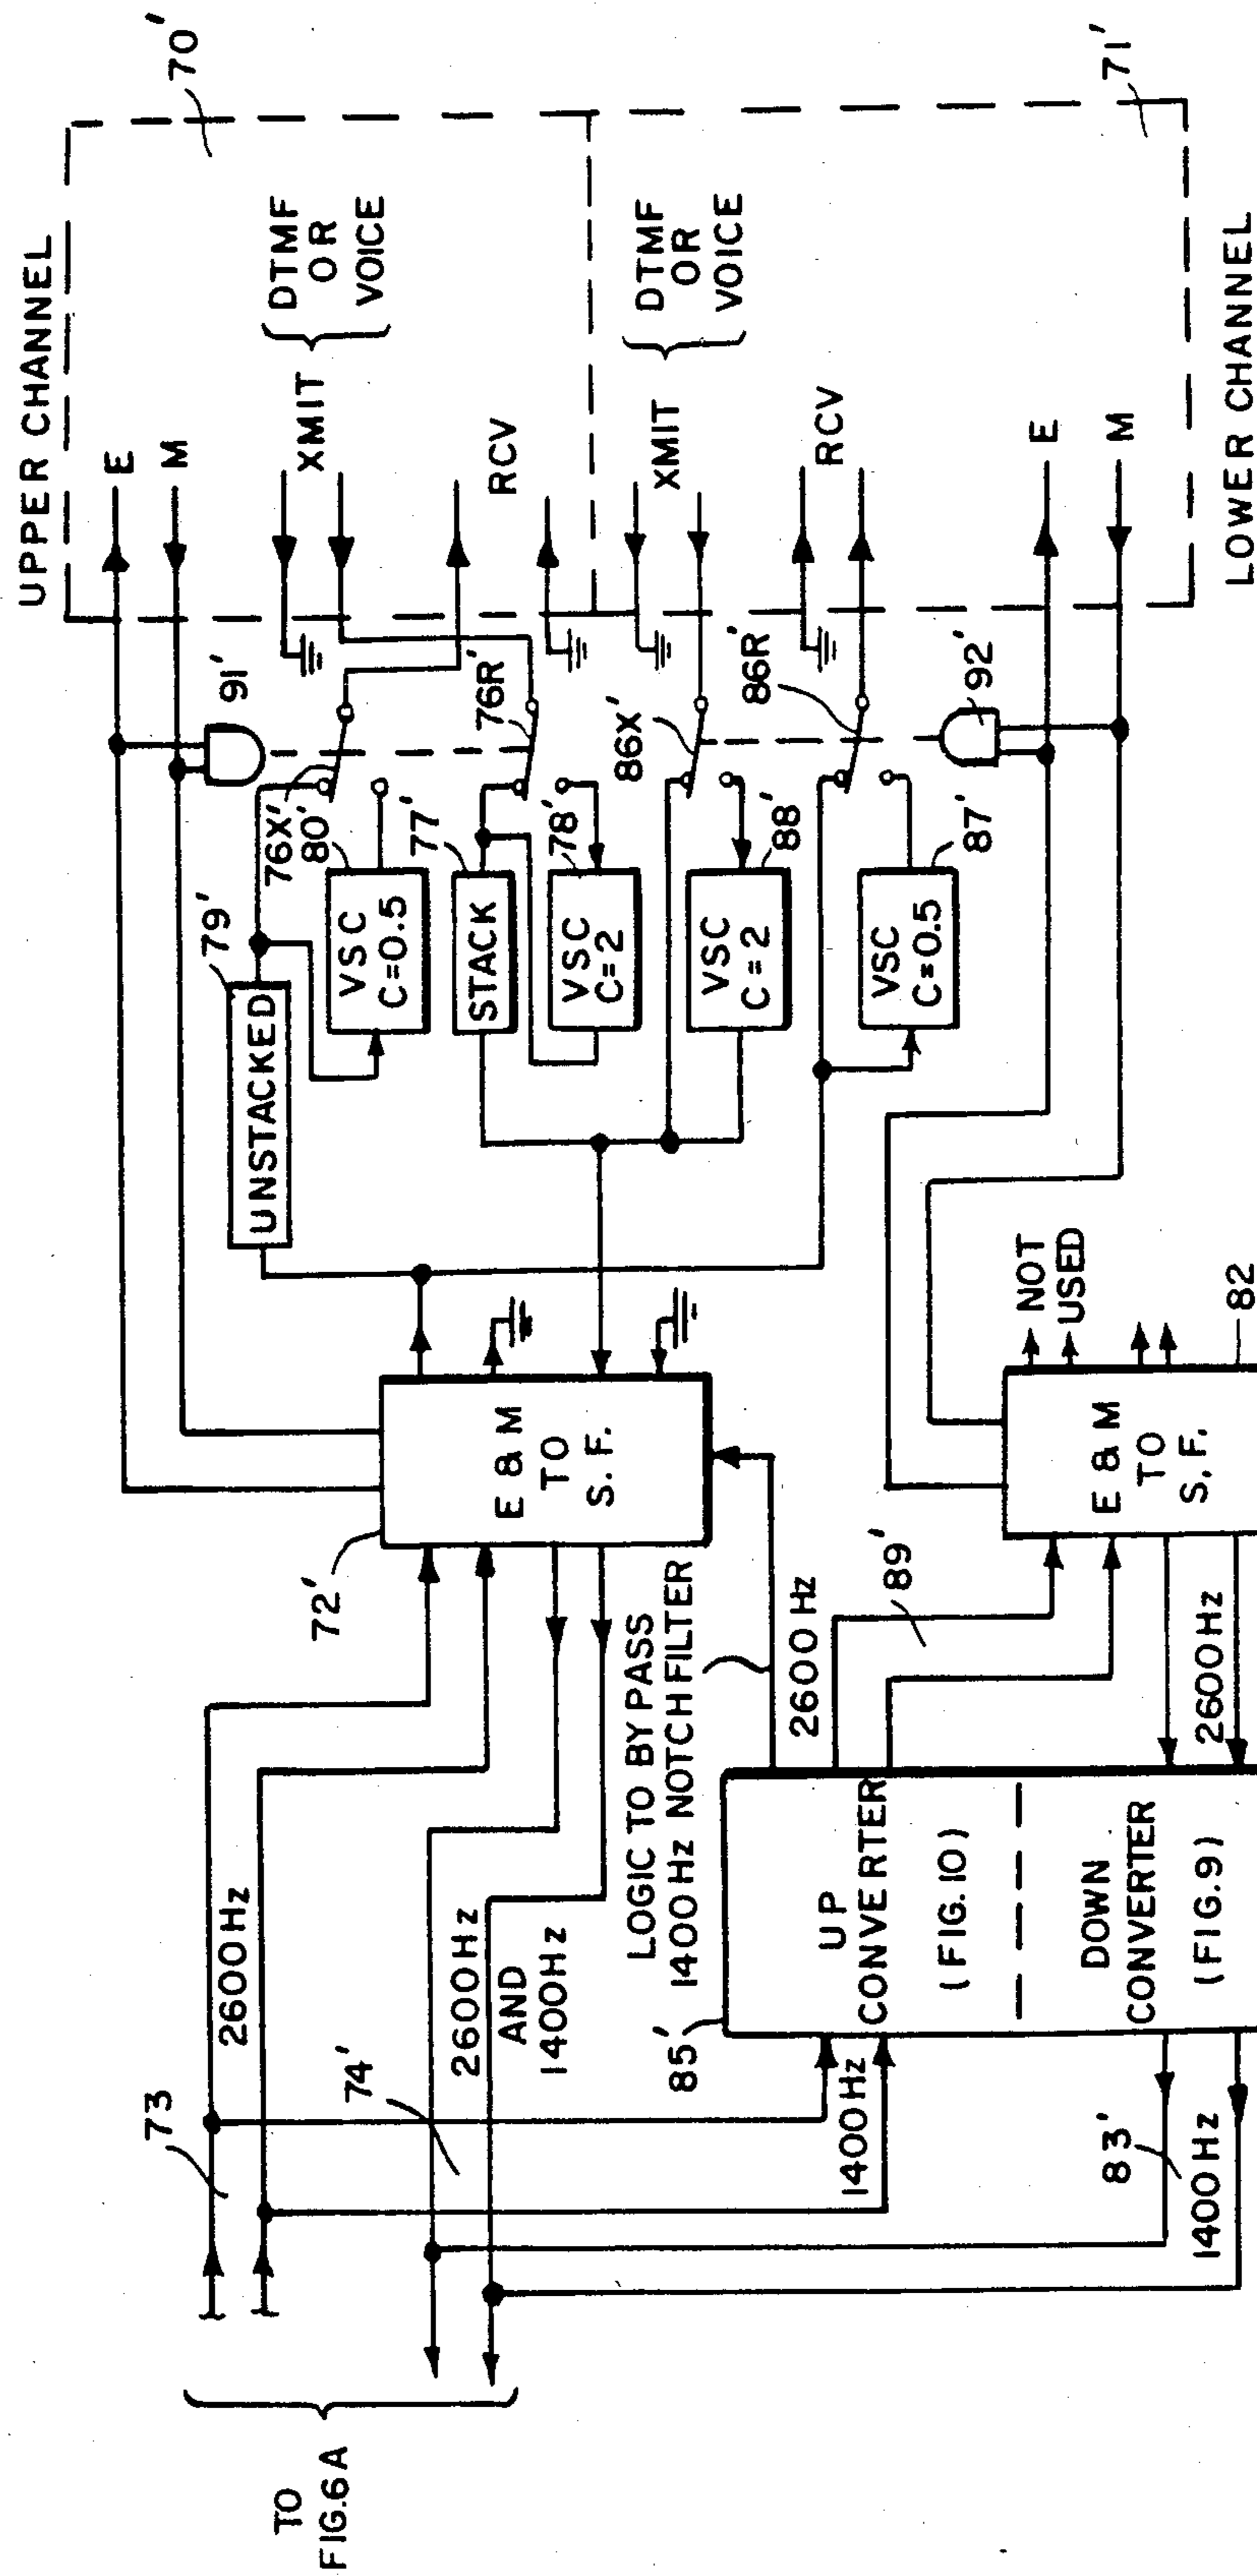 UPPER CHANNEL
70'
E
M
XMIT
DTMF
OR
VOICE
RCV
XMIT
DTMF
OR
VOICE
RCV
E
M
71'
LOWER CHANNEL
91'
76X'
80'
79'
UNSTACKED
VSC
C=0.5
77'
STACK
76R'
78'
VSC
C=2
86X'
88'
VSC
C=2
86R'
87'
VSC
C=0.5
92'
72'
E & M
TO
S. F.
NOT
USED
82
E & M
TO
S. F.
89'
2600 Hz
2600 Hz
LOGIC TO BY PASS
1400 Hz NOTCH FILTER
73
2600 Hz
74'
2600 Hz
AND
1400 Hz
85'
UP
CONVERTER
(FIG. 10)
DOWN
CONVERTER
(FIG. 9)
1400 Hz
83'
1400 Hz
TO
FIG. 6A